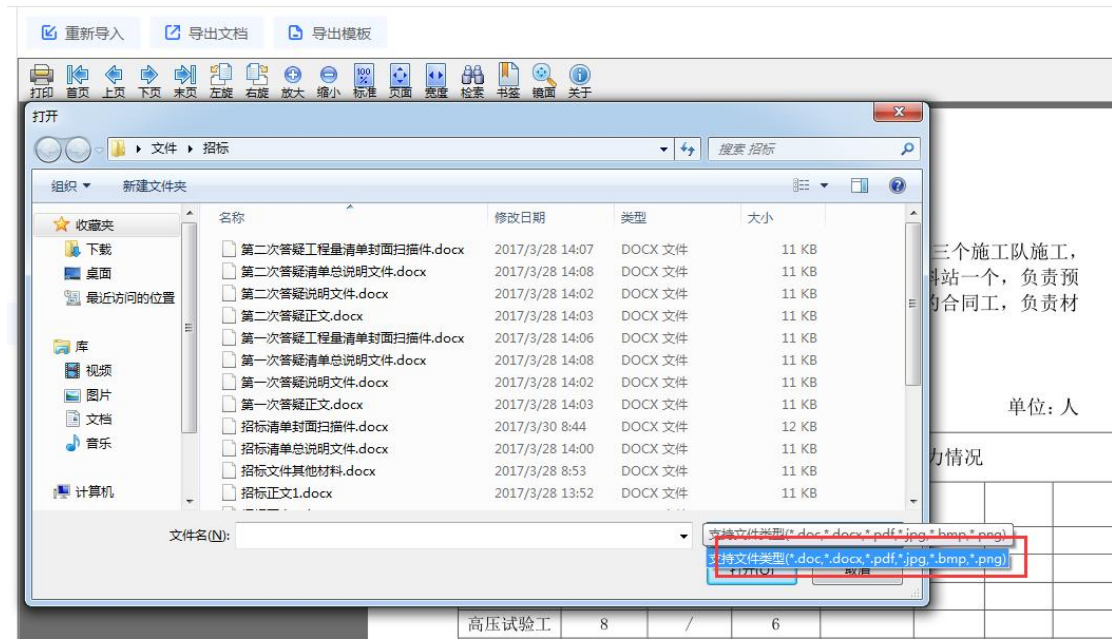 重新导入 导出文档 导出模板
打印 首页 上页 下页 末页 左旋 右旋 放大 缩小 标准 页面 宽度 检索 书签 镜面 关于
打开
文件 招标 搜索 招标
组织 新建文件夹
收藏夹
下载
桌面
最近访问的位置
库
视频
图片
文档
音乐
计算机
名称 修改日期 类型 大小
第二次答疑工程量清单封面扫描件.docx 2017/3/28 14:07 DOCX 文件 11 KB
第二次答疑清单总说明文件.docx 2017/3/28 14:08 DOCX 文件 11 KB
第二次答疑说明文件.docx 2017/3/28 14:02 DOCX 文件 11 KB
第二次答疑正文.docx 2017/3/28 14:03 DOCX 文件 11 KB
第一次答疑工程量清单封面扫描件.docx 2017/3/28 14:06 DOCX 文件 11 KB
第一次答疑清单总说明文件.docx 2017/3/28 14:08 DOCX 文件 11 KB
第一次答疑说明文件.docx 2017/3/28 14:02 DOCX 文件 11 KB
第一次答疑正文.docx 2017/3/28 14:03 DOCX 文件 11 KB
招标清单封面扫描件.docx 2017/3/30 8:44 DOCX 文件 12 KB
招标清单总说明文件.docx 2017/3/28 14:00 DOCX 文件 11 KB
招标文件其他材料.docx 2017/3/28 8:53 DOCX 文件 11 KB
招标正文1.docx 2017/3/28 13:52 DOCX 文件 11 KB
文件名(N): 支持文件类型(*.doc,*.docx,*.pdf,*.jpg,*.bmp,*.png)
支持文件类型(*.doc,*.docx,*.pdf,*.jpg,*.bmp,*.png)
打开(O) 取消
三个施工队施工，
料站一个，负责预
的合同工，负责材
单位：人
力情况
高压试验工 8 / 6